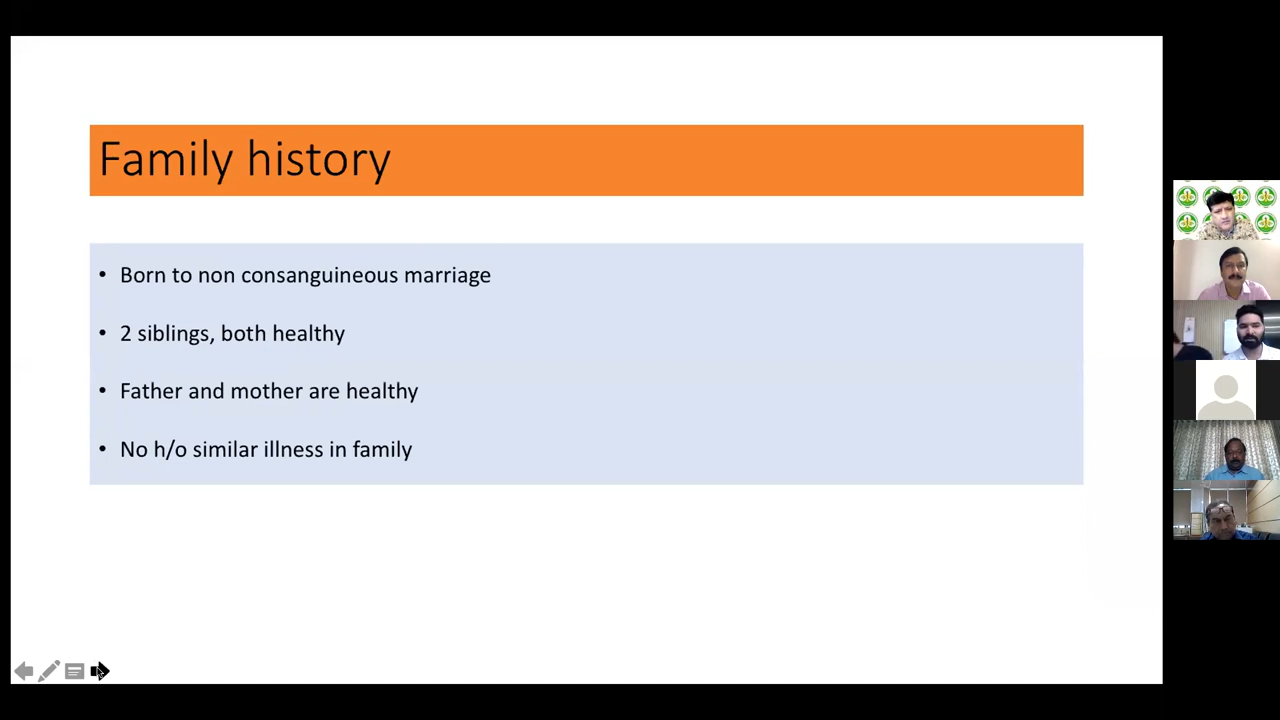 Family history
• Born to non consanguineous marriage
• 2 siblings, both healthy
• Father and mother are healthy
• No h/o similar illness in family